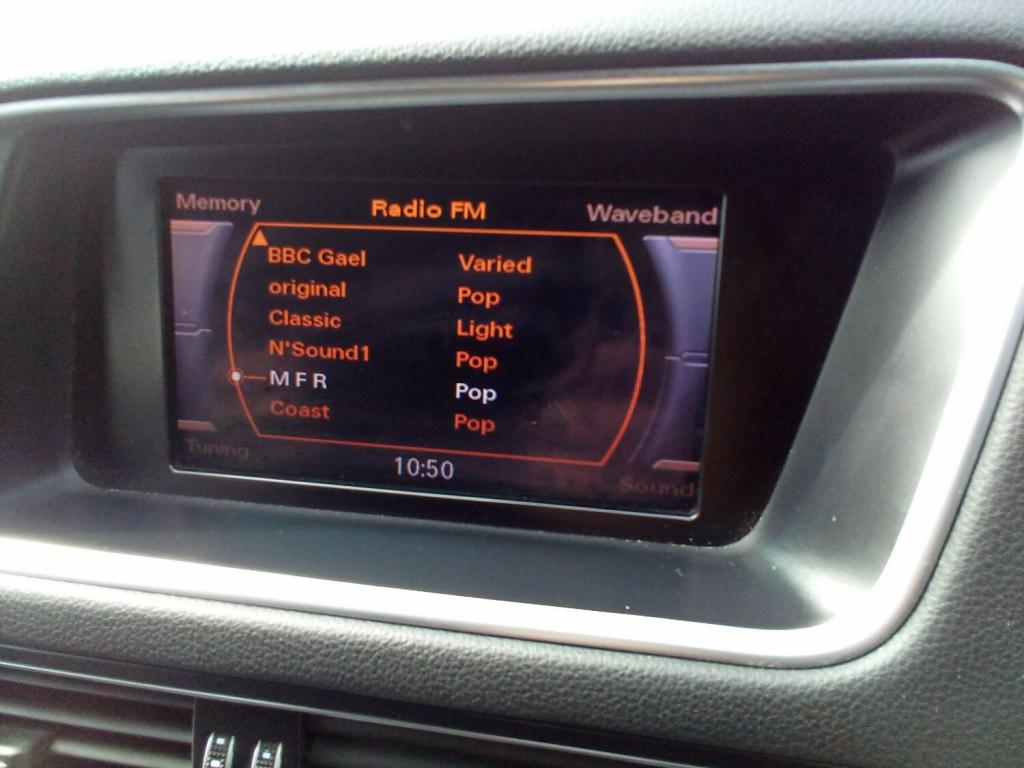 Memory Radio FM Waveband
BBC Gael Varied
original Pop
Classic Light
N'Sound1 Pop
M F R Pop
Coast Pop
Tuning 10:50 Sound